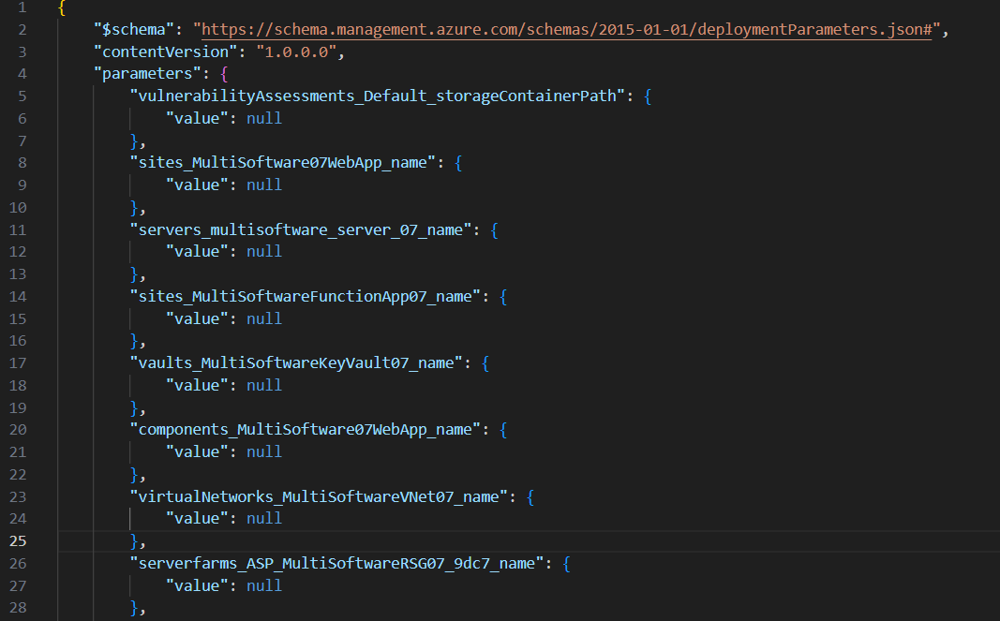 1 {
2 "$schema": "https://schema.management.azure.com/schemas/2015-01-01/deploymentParameters.json#",
3 "contentVersion": "1.0.0.0",
4 "parameters": {
5 "vulnerabilityAssessments_Default_storageContainerPath": {
6 "value": null
7 },
8 "sites_MultiSoftware07WebApp_name": {
9 "value": null
10 },
11 "servers_multisoftware_server_07_name": {
12 "value": null
13 },
14 "sites_MultiSoftwareFunctionApp07_name": {
15 "value": null
16 },
17 "vaults_MultiSoftwareKeyVault07_name": {
18 "value": null
19 },
20 "components_MultiSoftware07WebApp_name": {
21 "value": null
22 },
23 "virtualNetworks_MultiSoftwareVNet07_name": {
24 "value": null
25 },
26 "serverfarms_ASP_MultiSoftwareRSG07_9dc7_name": {
27 "value": null
28 },